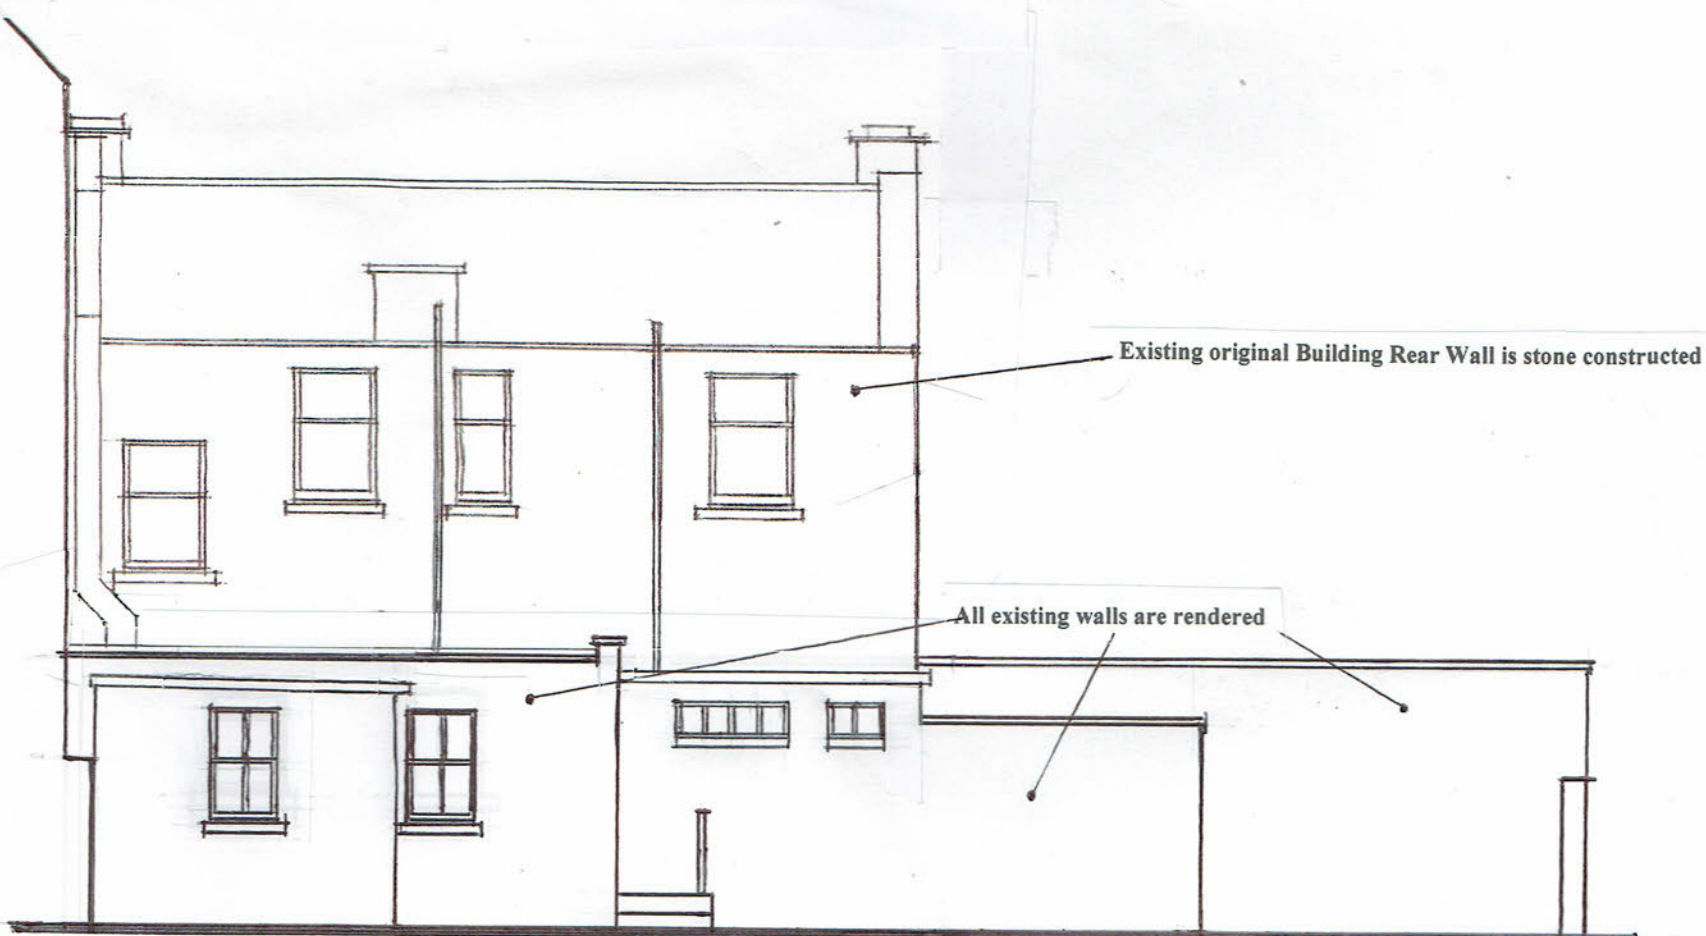 Existing original Building Rear Wall is stone constructed
All existing walls are rendered